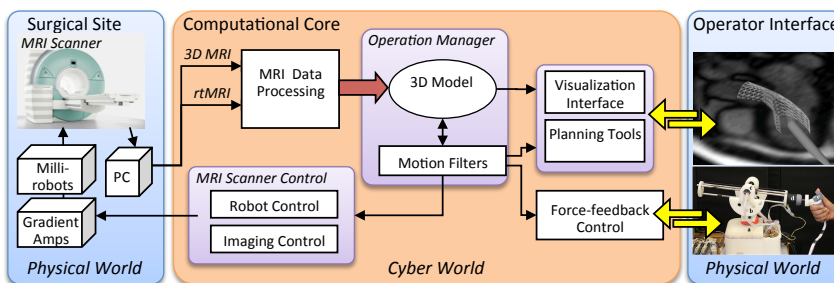 Surgical Site
MRI Scanner
Milli-
robots
PC
Gradient
Amps
Physical World
Computational Core
3D MRI
rtMRI
MRI Data
Processing
Operation Manager
3D Model
Motion Filters
Visualization
Interface
Planning Tools
MRI Scanner Control
Robot Control
Imaging Control
Force-feedback
Control
Cyber World
Operator Interface
Physical World